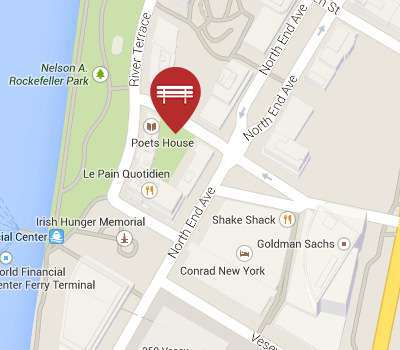 h St
Nelson A.
Rockefeller Park
River Terrace
North End Ave
North End Ave
Poets House
Le Pain Quotidien
Irish Hunger Memorial
ial Center
North End Ave
Shake Shack
Goldman Sachs
orld Financial
enter Ferry Terminal
Conrad New York
Vesey
250 Vesey